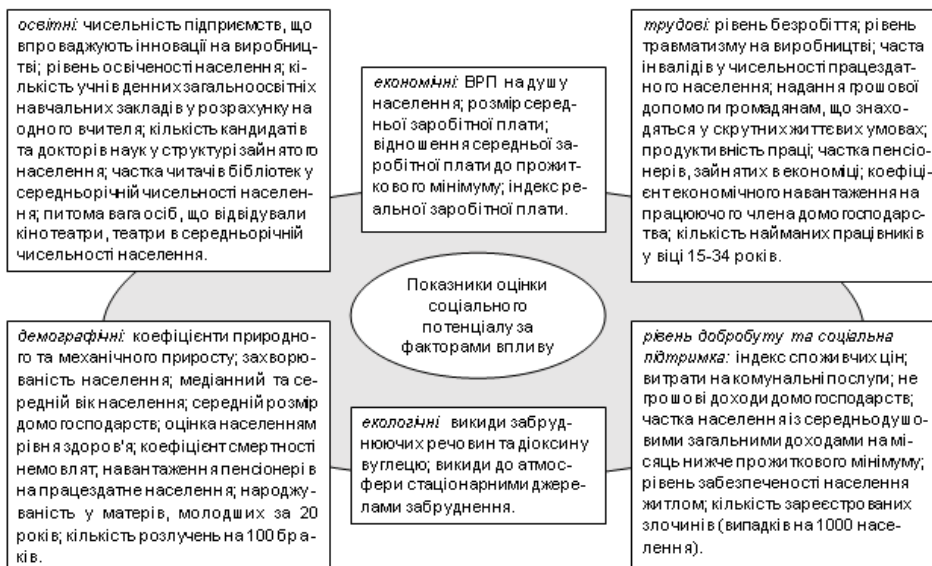 освітні: чисельність підприємств, що
впроваджують інновації на виробниц-
тві; рівень освіченості населення; кі-
лькість учнів денних загальноосвітніх
навчальних закладів у розрахунку на
одного вчителя; кількість кандидатів
та докторів наук у структурі зайнятого
населення; частка читачів бібліотек у
середньорічній чисельності населен-
ня; питома вага осіб, що відвідували
кінотеатри, театри в середньорічній
чисельності населення.
економічні: ВРП на душу
населення; розмір серед-
ньої заробітної плати;
відношення середньої за-
робітної плати до прожит-
кового мінімуму; індекс ре-
альної заробітної плати.
трудові: рівень безробіття; рівень
травматизму на виробництві; часта
інвалідів у чисельності працездат-
ного населення; надання грошової
допомоги громадянам, що знахо-
дяться у скрутних життєвих умовах;
продуктивність праці; частка пенсіо-
нерів, зайнятих в економіці; коефіці-
єнт економічного навантаження на
працюючого члена домогосподарс-
тва; кількість найманих працівників
у віці 15-34 років.
Показники оцінки
соціального
потенціалу за
факторами впливу
демографічні: коефіцієнти природно-
го та механічного приросту; захворю-
ваність населення; медіанний та се-
редній вік населення; середній розмір
домогосподарств; оцінка населенням
рівня здоров'я; коефіцієнт смертності
немовлят; навантаження пенсіонерів
на працездатне населення; народжу-
ваність у матерів, молодших за 20
років; кількість розлучень на 100 бра-
ків.
екологічні викиди забруд-
нюючих речовин та діоксину
вуглецю; викиди до атмос-
фери стаціонарними джере-
лами забруднення.
рівень добробуту та соціальна
підтримка: індекс споживчих цін;
витрати на комунальні послуги; не
грошові доходи домогосподарств;
частка населення із середньодуш-
овими загальними доходами на мі-
сяць нижче прожиткового мінімуму;
рівень забезпеченості населення
житлом; кількість зареєстрованих
злочинів (випадків на 1000 насе-
лення).